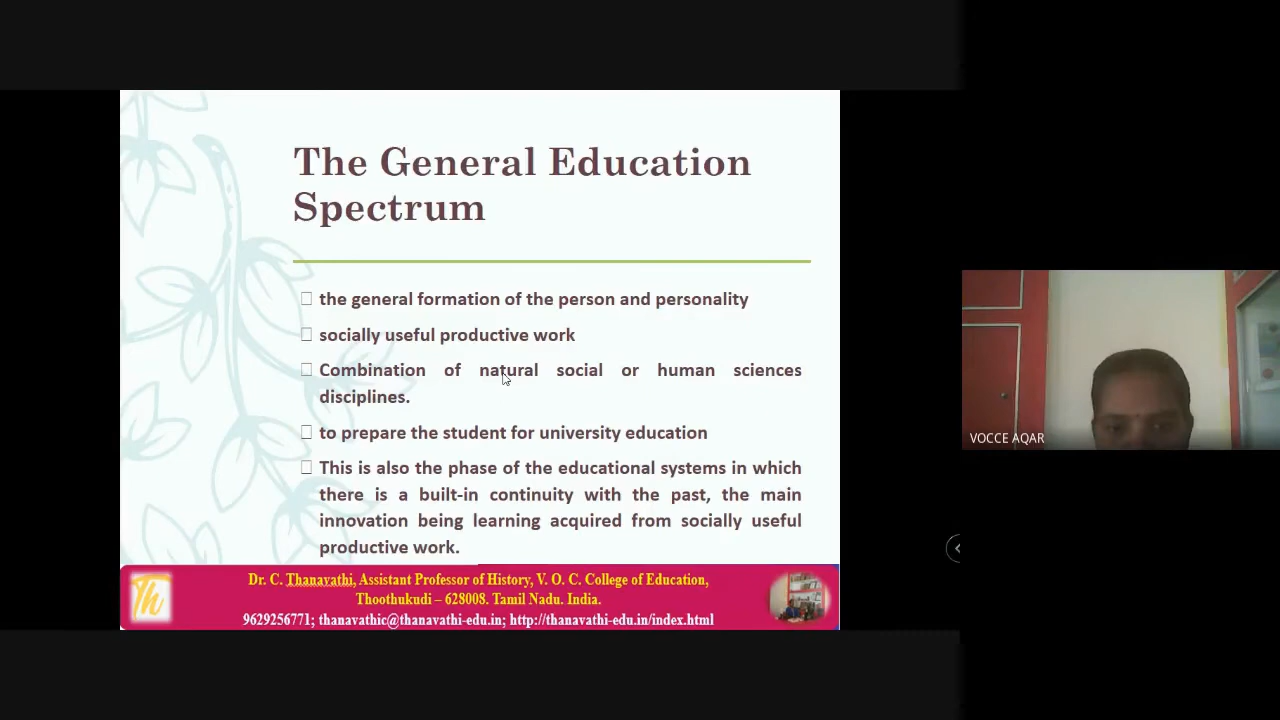 The General Education
Spectrum
the general formation of the person and personality
socially useful productive work
Combination of natural social or human sciences
disciplines.
to prepare the student for university education
This is also the phase of the educational systems in which
there is a built-in continuity with the past, the main
innovation being learning acquired from socially useful
productive work.
Th
Dr. C. Thanavathi, Assistant Professor of History, V. O. C. College of Education,
Thoothukudi – 628008. Tamil Nadu. India.
9629256771; thanavathic@thanavathi-edu.in; http://thanavathi-edu.in/index.html
VOCCE AQAR